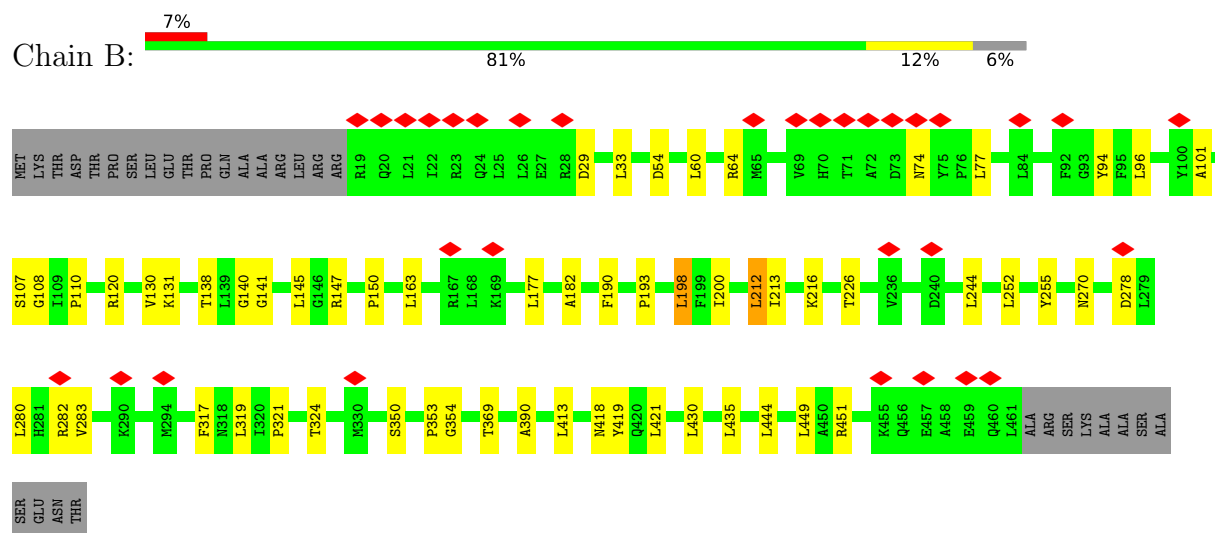 7%
Chain B:
81% 12% 6%
MET LYS THR ASP THR THR PRO SER LEU LEU GLU THR PRO GLN ALA ALA ARG LEU ARG ARG R19 Q20 L21 I22 R23 Q24 L25 L26 E27 R28 D29 L33 D54 L60 R64 M65 V69 H70 T71 A72 D73 N74 Y75 P76 L77 L84 F92 G93 Y94 F95 L96 Y100 A101
S107 G108 I109 P110 R120 V130 K131 T138 L139 G140 G141 L145 G146 R147 P150 L163 R167 L168 K169 L177 A182 F190 P193 L198 F199 I200 L212 I213 K216 T226 V236 D240 L244 L252 Y255 N270 D278 L279
L280 H281 R282 V283 K290 M294 F317 N318 L319 I320 P321 T324 M330 S350 P353 G354 T369 A390 L413 N418 Y419 Q420 L421 L430 L435 L444 L449 A450 R451 K455 Q456 E457 A458 E459 Q460 L461 ALA ARG SER LYS ALA ALA SER ALA
SER GLU ASN THR